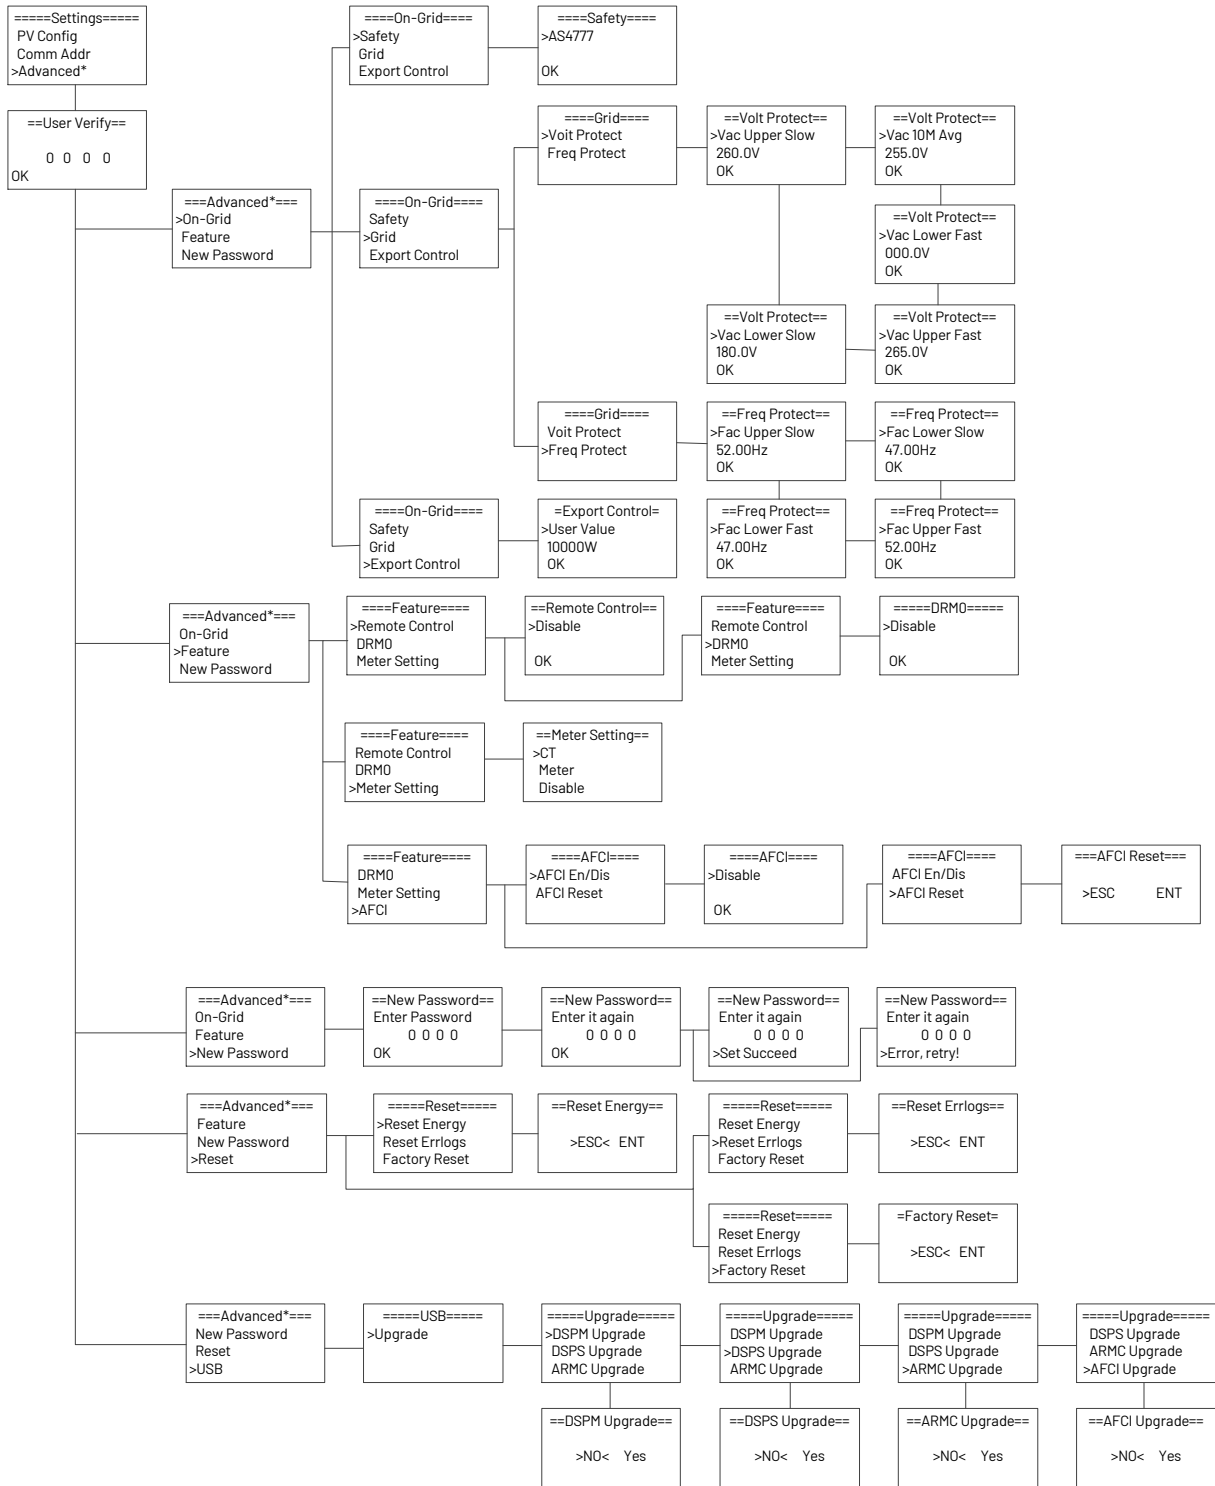 =====Settings=====
PV Config
Comm Addr
>Advanced*
==User Verify==
0 0 0 0
OK
===Advanced*===
>On-Grid
Feature
New Password
====On-Grid====
>Safety
Grid
Export Control
====Safety====
>AS4777
OK
====On-Grid====
Safety
>Grid
Export Control
====Grid====
>Voit Protect
Freq Protect
==Volt Protect==
>Vac Upper Slow
260.0V
OK
==Volt Protect==
>Vac 10M Avg
255.0V
OK
==Volt Protect==
>Vac Lower Fast
000.0V
OK
==Volt Protect==
>Vac Lower Slow
180.0V
OK
==Volt Protect==
>Vac Upper Fast
265.0V
OK
====Grid====
Voit Protect
>Freq Protect
==Freq Protect==
>Fac Upper Slow
52.00Hz
OK
==Freq Protect==
>Fac Lower Slow
47.00Hz
OK
====On-Grid====
Safety
Grid
>Export Control
=Export Control=
>User Value
10000W
OK
==Freq Protect==
>Fac Lower Fast
47.00Hz
OK
==Freq Protect==
>Fac Upper Fast
52.00Hz
OK
===Advanced*===
On-Grid
>Feature
New Password
====Feature====
>Remote Control
DRM0
Meter Setting
==Remote Control==
>Disable
OK
====Feature====
Remote Control
>DRM0
Meter Setting
=====DRM0=====
>Disable
OK
====Feature====
Remote Control
DRM0
>Meter Setting
==Meter Setting==
>CT
Meter
Disable
====Feature====
DRM0
Meter Setting
>AFCI
====AFCI====
>AFCI En/Dis
AFCI Reset
====AFCI====
>Disable
OK
====AFCI====
AFCI En/Dis
>AFCI Reset
===AFCI Reset===
>ESC ENT
===Advanced*===
On-Grid
Feature
>New Password
==New Password==
Enter Password
0 0 0 0
OK
==New Password==
Enter it again
0 0 0 0
OK
==New Password==
Enter it again
0 0 0 0
>Set Succeed
==New Password==
Enter it again
0 0 0 0
>Error, retry!
===Advanced*===
Feature
New Password
>Reset
=====Reset=====
>Reset Energy
Reset Errlogs
Factory Reset
==Reset Energy==
>ESC< ENT
=====Reset=====
Reset Energy
>Reset Errlogs
Factory Reset
==Reset Errlogs==
>ESC< ENT
=====Reset=====
Reset Energy
Reset Errlogs
>Factory Reset
=Factory Reset=
>ESC< ENT
===Advanced*===
New Password
Reset
>USB
=====USB=====
>Upgrade
=====Upgrade=====
>DSPM Upgrade
DSPS Upgrade
ARMC Upgrade
=====Upgrade=====
DSPM Upgrade
>DSPS Upgrade
ARMC Upgrade
=====Upgrade=====
DSPM Upgrade
DSPS Upgrade
>ARMC Upgrade
=====Upgrade=====
DSPS Upgrade
ARMC Upgrade
>AFCI Upgrade
==DSPM Upgrade==
>NO< Yes
==DSPS Upgrade==
>NO< Yes
==ARMC Upgrade==
>NO< Yes
==AFCI Upgrade==
>NO< Yes